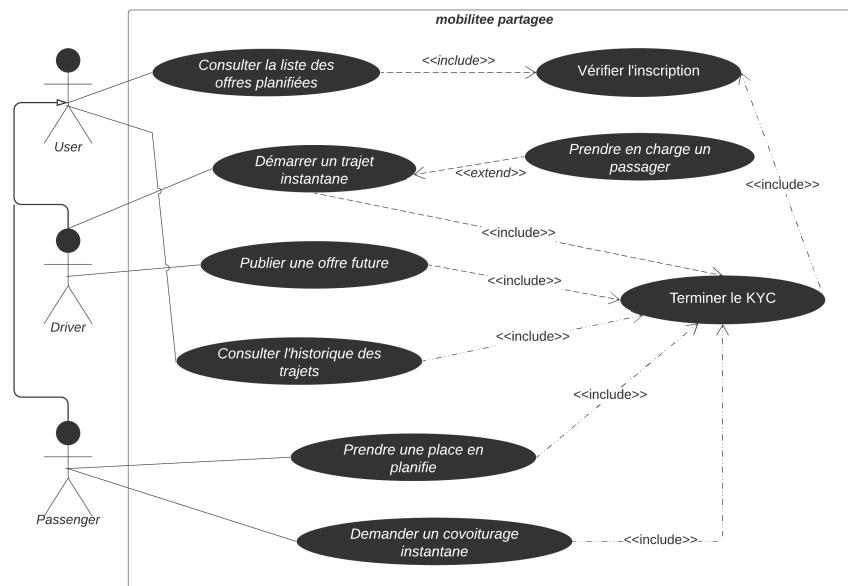 mobilitee partagee
Consulter la liste des
offres planifiées
<<include>>
Vérifier l'inscription
User
Démarrer un trajet
instantane
<<extend>>
Prendre en charge un
passager
<<include>>
<<include>>
Publier une offre future
<<include>>
Terminer le KYC
Driver
Consulter l'historique des
trajets
<<include>>
<<include>>
Prendre une place en
planifie
Passenger
Demander un covoiturage
instantane
<<include>>